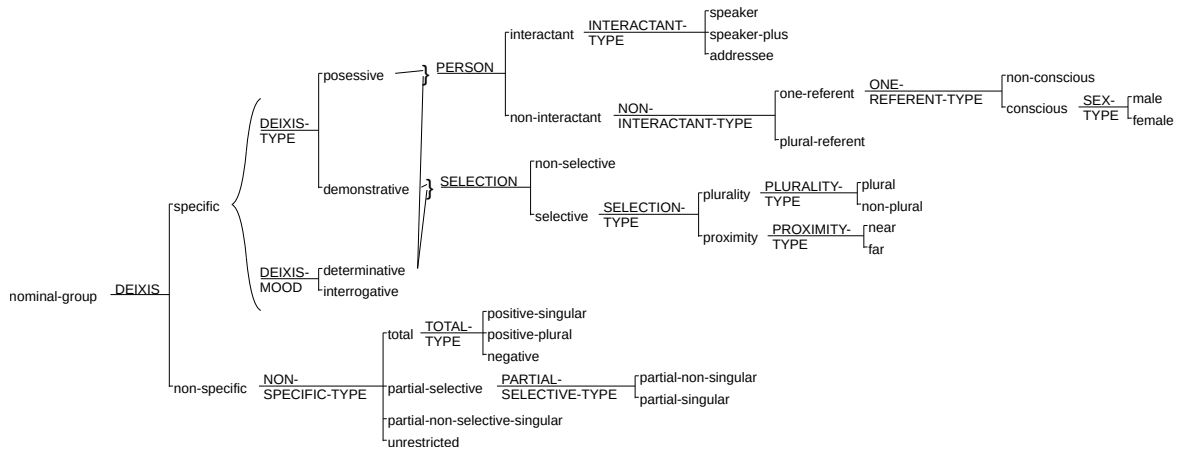 speaker
interactant INTERACTANT-
TYPE speaker-plus
addressee
posessive } PERSON
non-conscious
one-referent ONE-
REFERENT-TYPE
conscious SEX-
TYPE male
female
non-interactant NON-
INTERACTANT-TYPE
plural-referent
DEIXIS-
TYPE
non-selective
demonstrative } SELECTION
plurality PLURALITY-
TYPE plural
non-plural
specific
selective SELECTION-
TYPE
proximity PROXIMITY-
TYPE near
far
DEIXIS-
MOOD determinative
interrogative
nominal-group DEIXIS
positive-singular
total TOTAL-
TYPE positive-plural
negative
non-specific NON-
SPECIFIC-TYPE
partial-selective PARTIAL-
SELECTIVE-TYPE partial-non-singular
partial-singular
partial-non-selective-singular
unrestricted